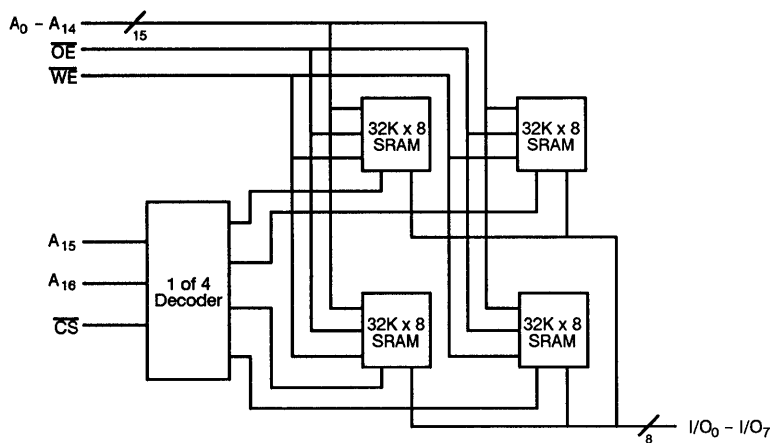 A0 – A14
15
OE
WE
32K x 8
SRAM
32K x 8
SRAM
A15
A16
CS
1 of 4
Decoder
32K x 8
SRAM
32K x 8
SRAM
8
I/O0 – I/O7